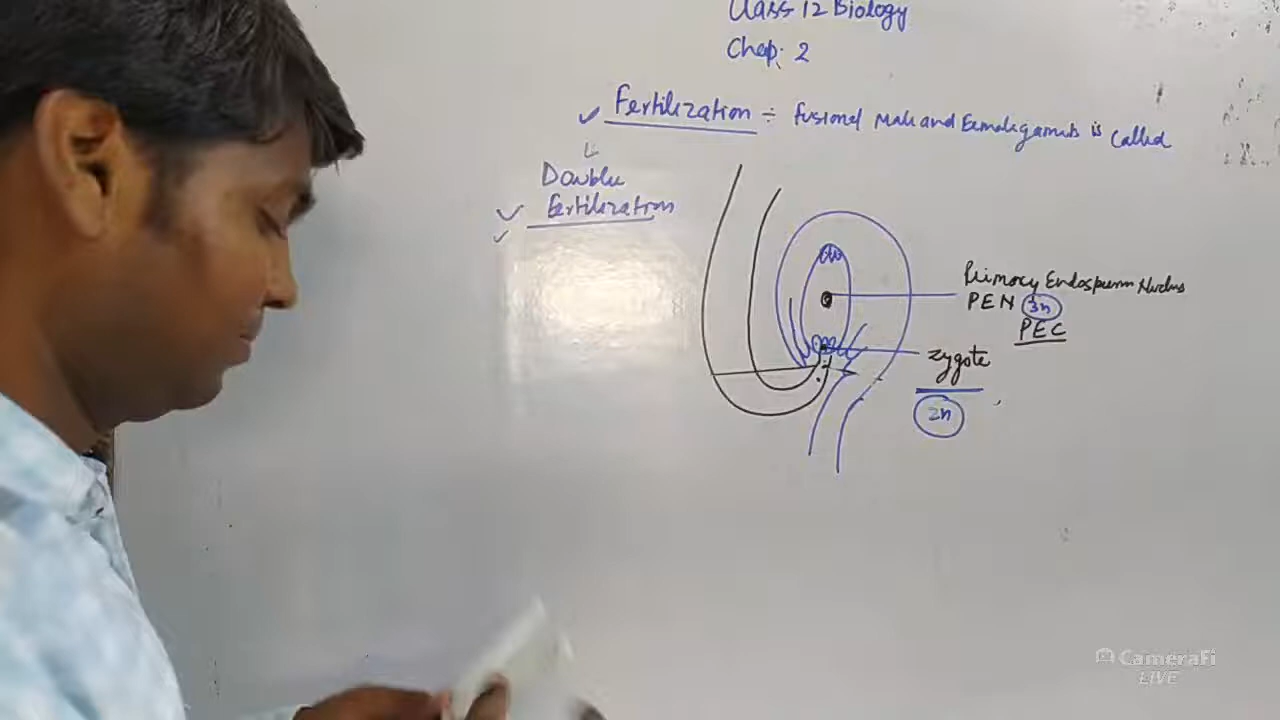 Class 12 Biology
Chap: 2
Fertilization ÷ fusion of Male and Female gamets is called
Double
fertilization
Primary Endosperm Nucleus
PEN 3n
PEC
zygote
2n
CameraFi
LIVE